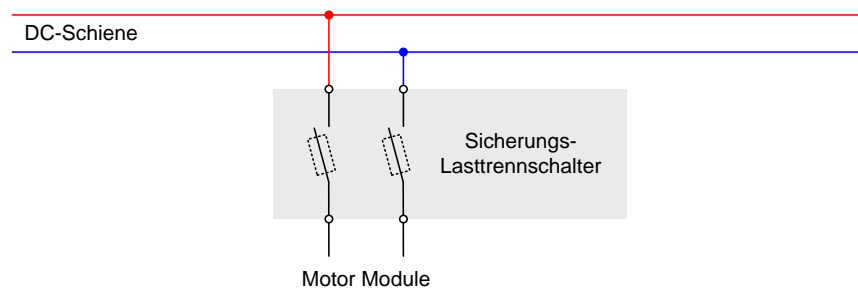 DC-Schiene
Sicherungs-
Lasttrennschalter
Motor Module